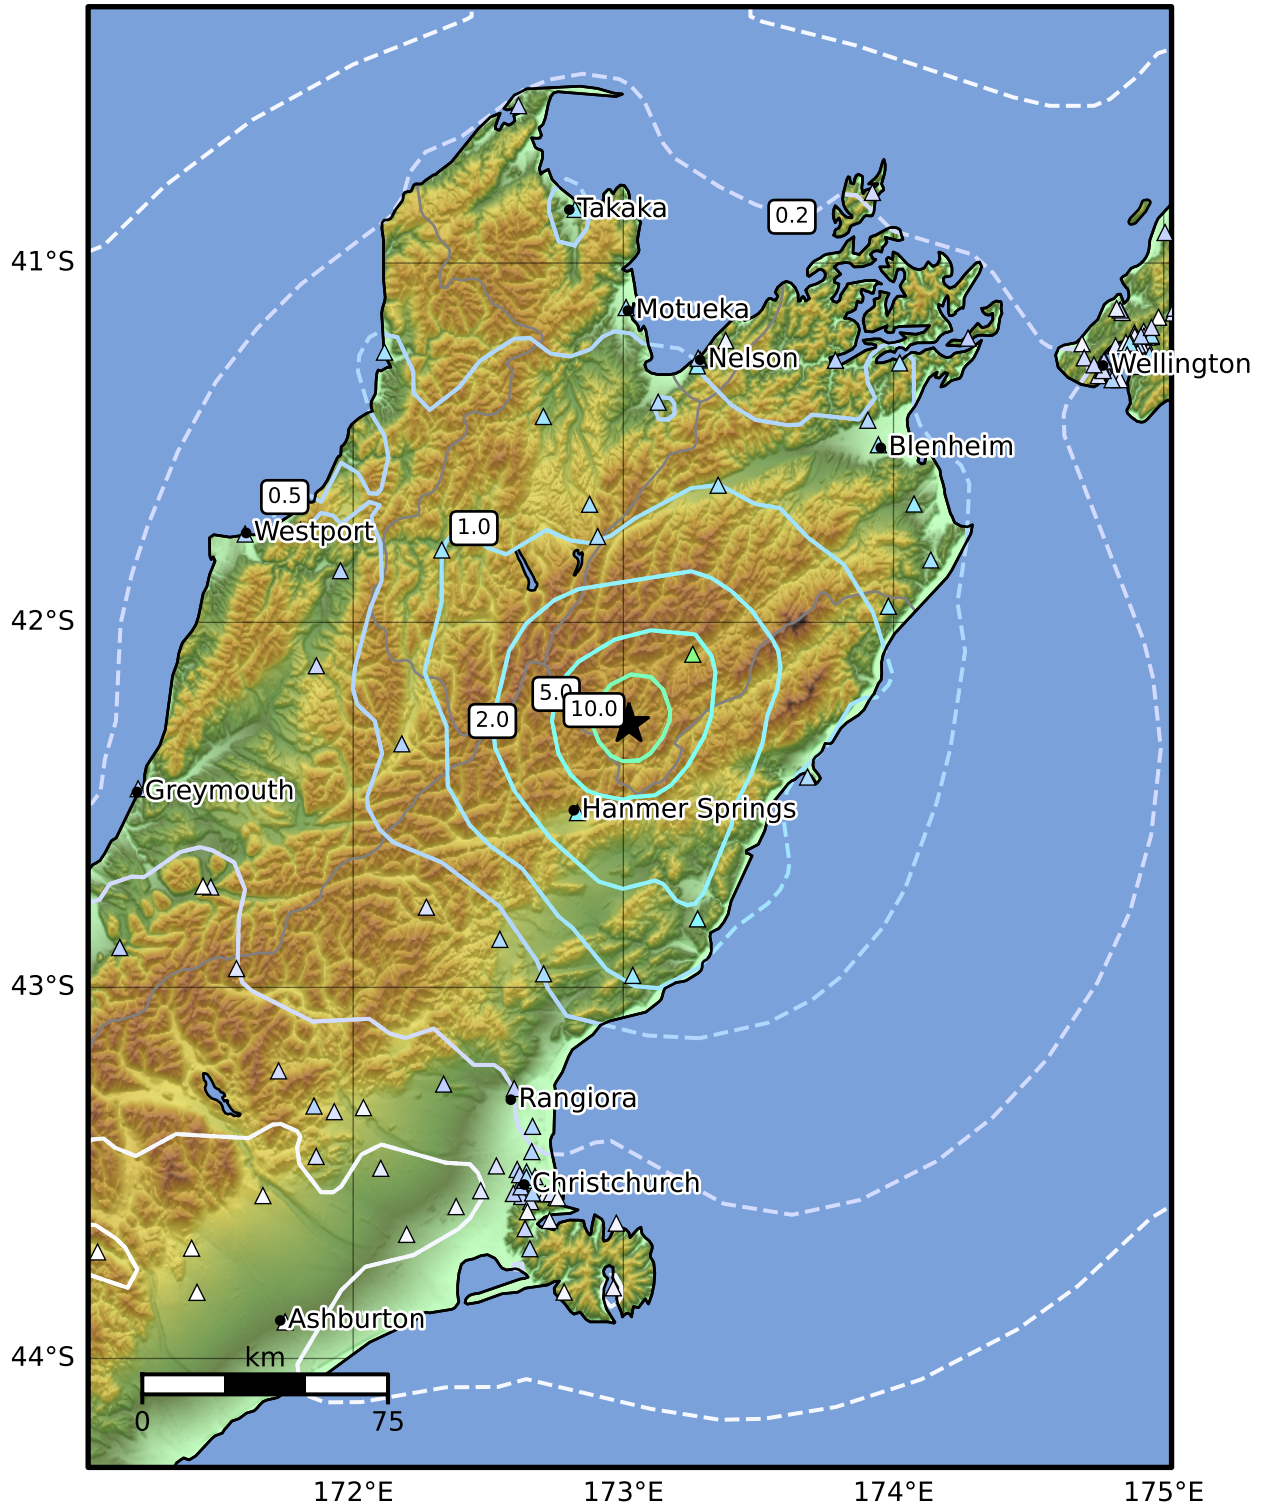 Takaka
0.2
41°S
Motueka
Nelson
Wellington
Blenheim
0.5
1.0
Westport
42°S
5.0
10.0
2.0
Greymouth
Hanmer Springs
43°S
Rangiora
Christchurch
Ashburton
44°S
km
0
75
172°E
173°E
174°E
175°E